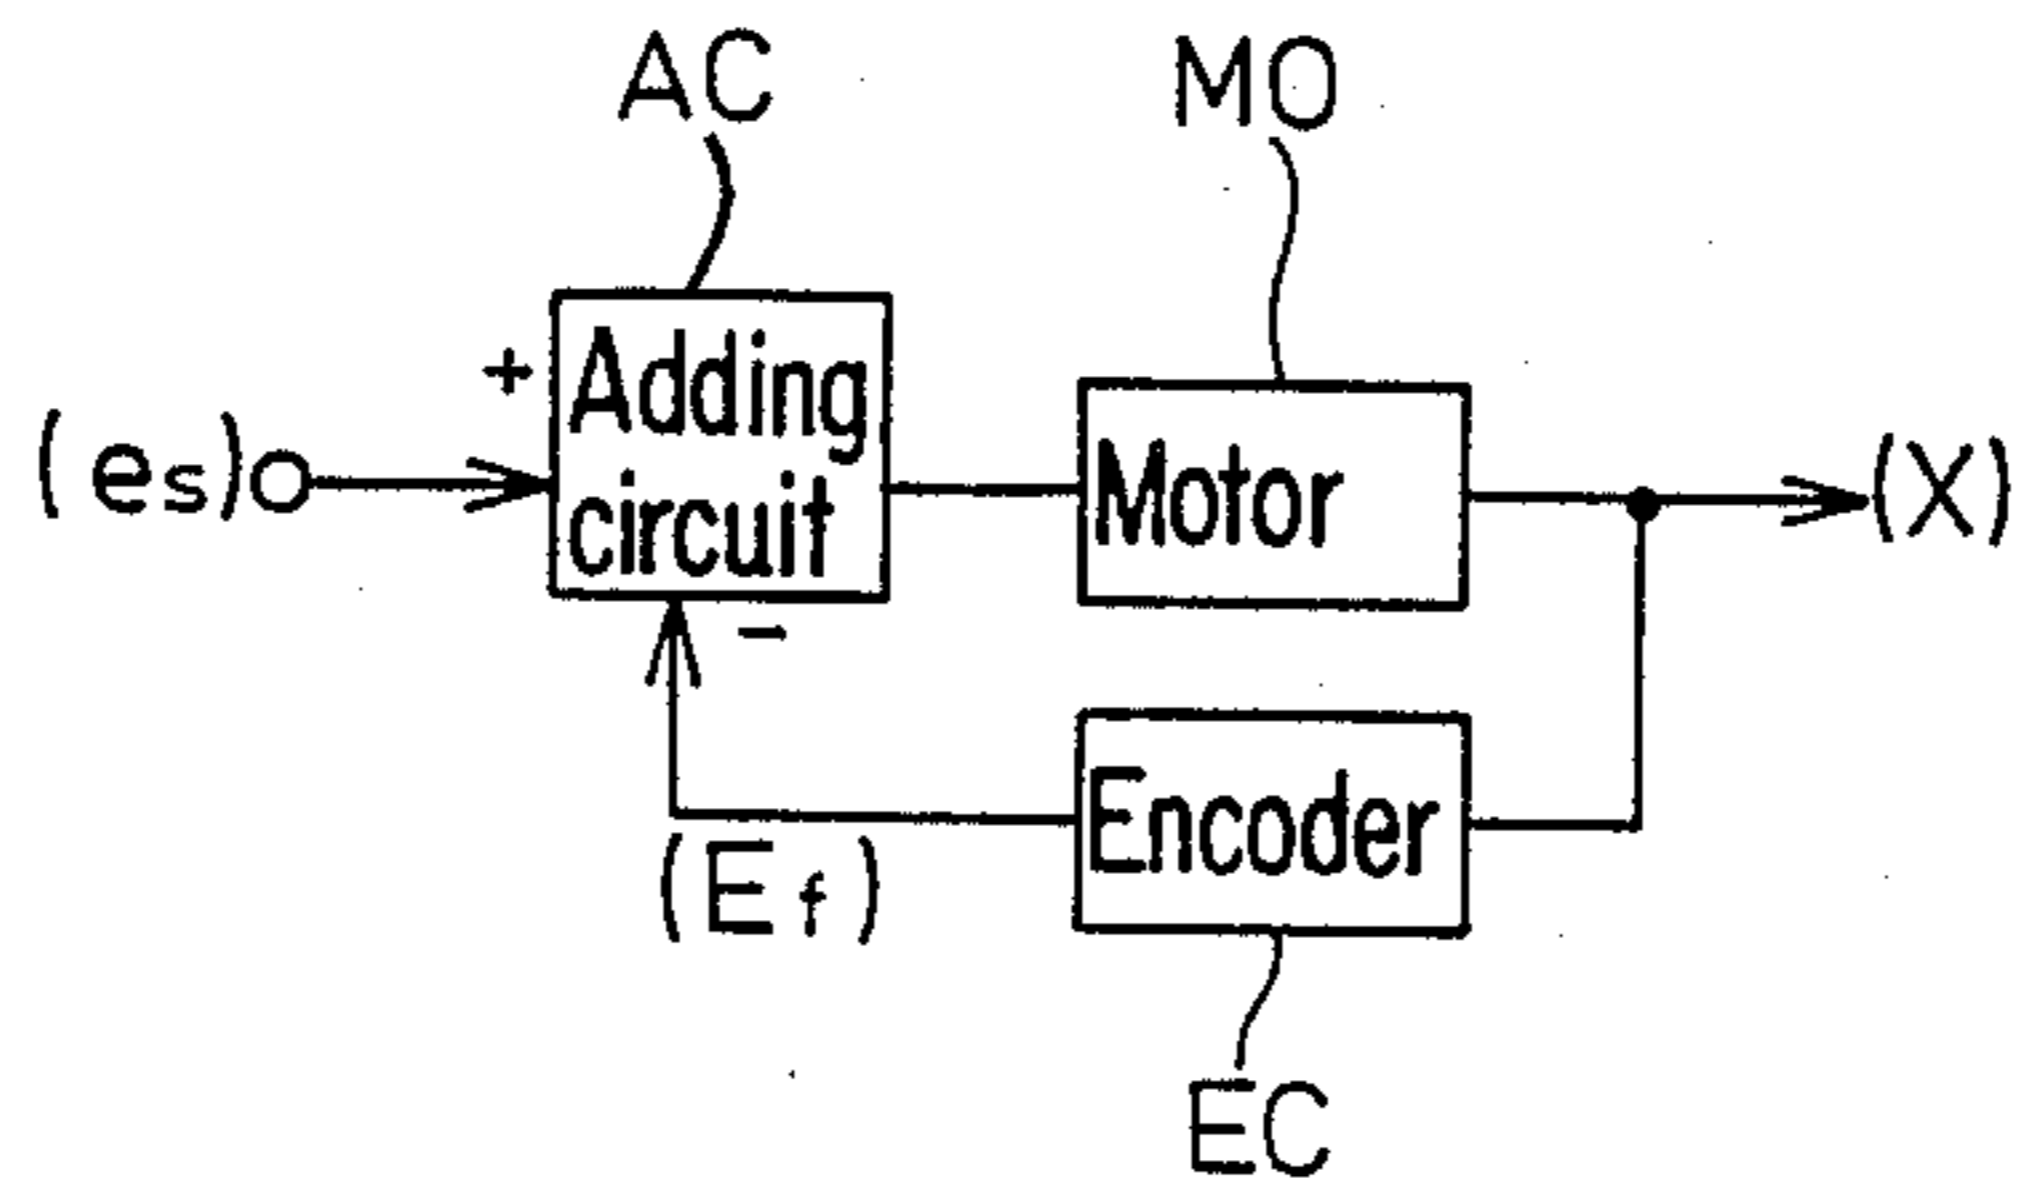 AC
MO
+
Adding
circuit
(es)
Motor
(X)
-
Encoder
(Ef)
EC